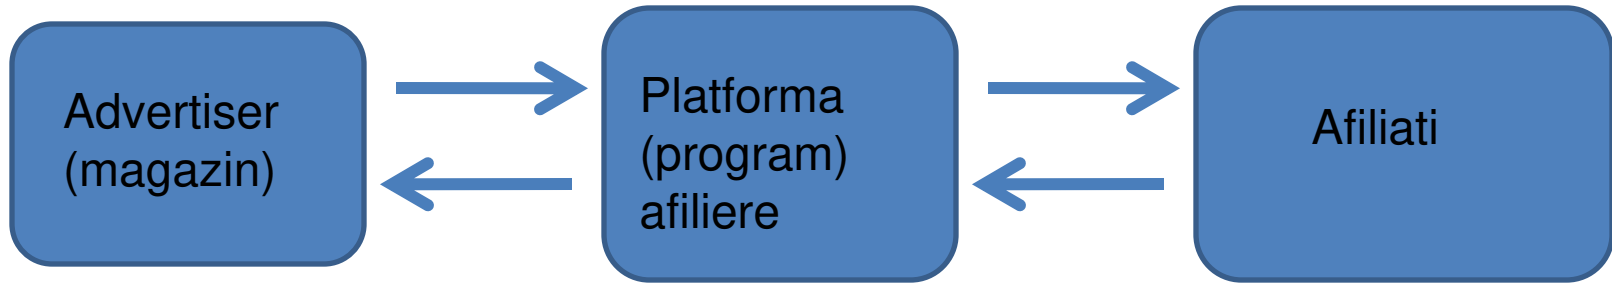 Advertiser
(magazin)
Platforma
(program)
afiliere
Afiliati